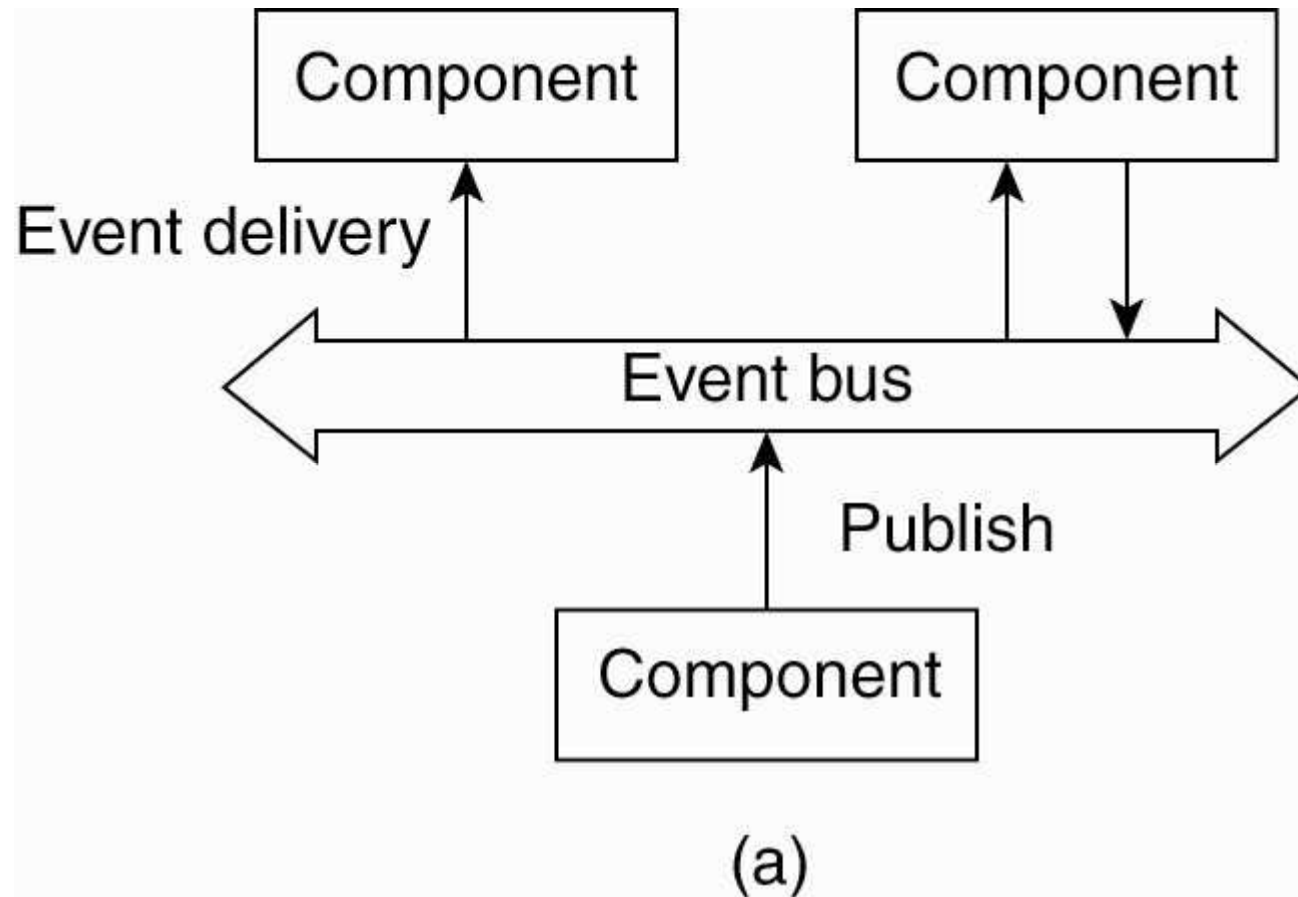 Component
Component
Event delivery
Event bus
Publish
Component
(a)